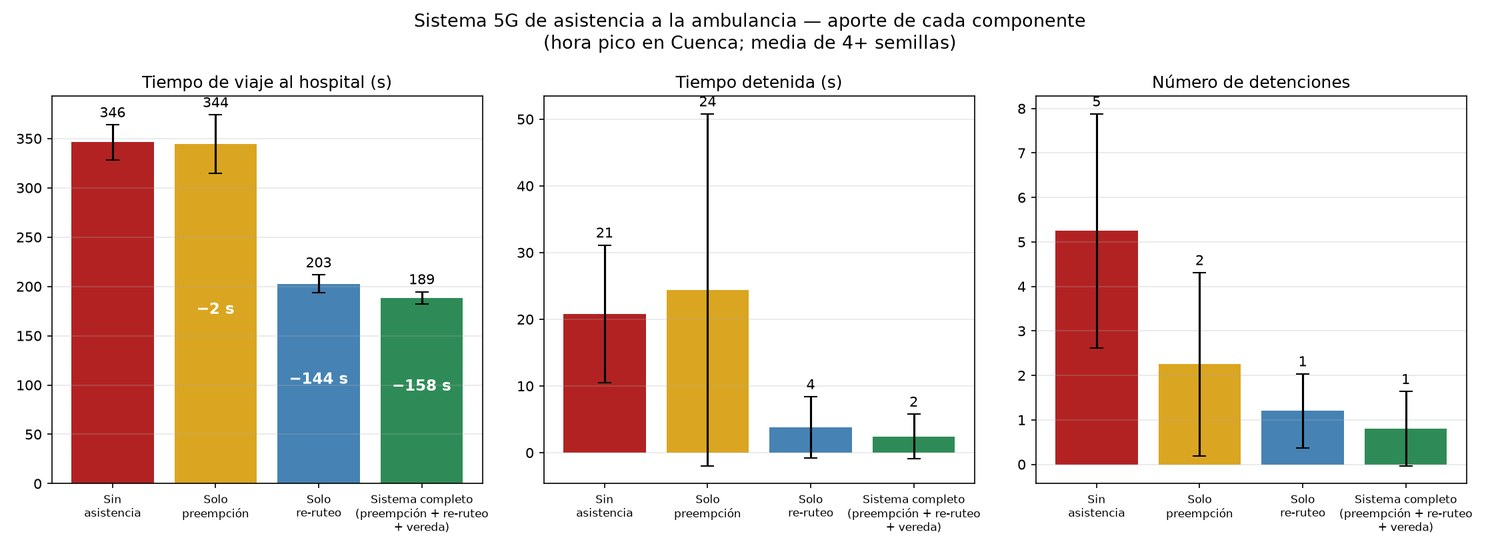 Sistema 5G de asistencia a la ambulancia — aporte de cada componente
(hora pico en Cuenca; media de 4+ semillas)
Tiempo de viaje al hospital (s)
346
344
203
189
−2 s
−144 s
−158 s
350
300
250
200
150
100
50
0
Sin
asistencia
Solo
preempción
Solo
re-ruteo
Sistema completo
(preempción + re-ruteo
+ vereda)
Tiempo detenida (s)
21
24
4
2
50
40
30
20
10
0
Sin
asistencia
Solo
preempción
Solo
re-ruteo
Sistema completo
(preempción + re-ruteo
+ vereda)
Número de detenciones
5
2
1
1
8
7
6
5
4
3
2
1
0
Sin
asistencia
Solo
preempción
Solo
re-ruteo
Sistema completo
(preempción + re-ruteo
+ vereda)